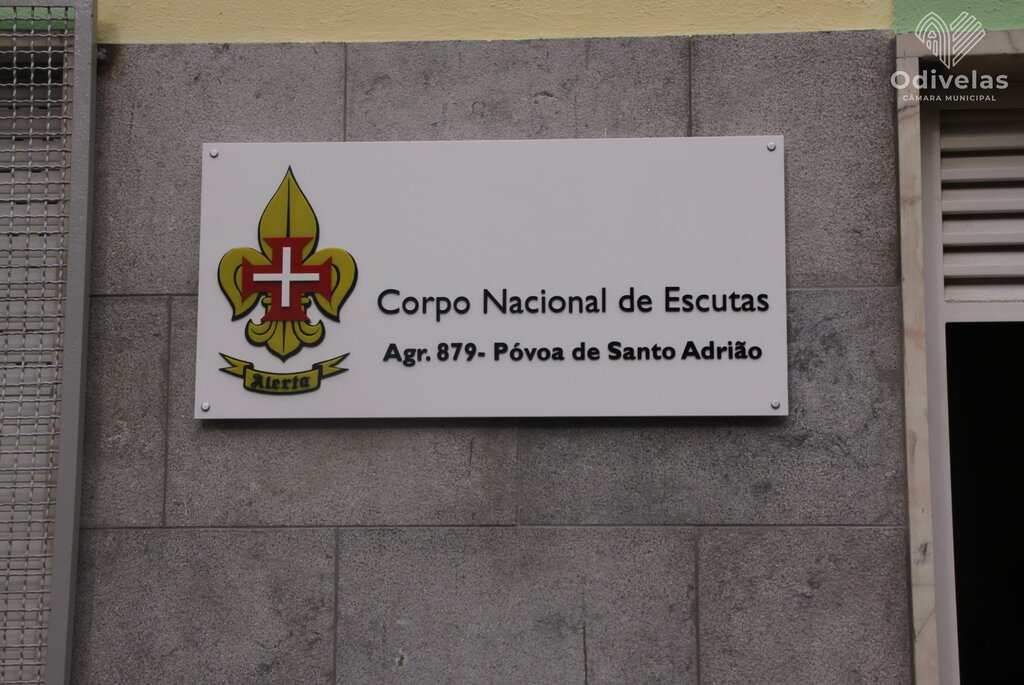 Odivelas
CÂMARA MUNICIPAL
Corpo Nacional de Escutas
Agr. 879- Póvoa de Santo Adrião
Alerta